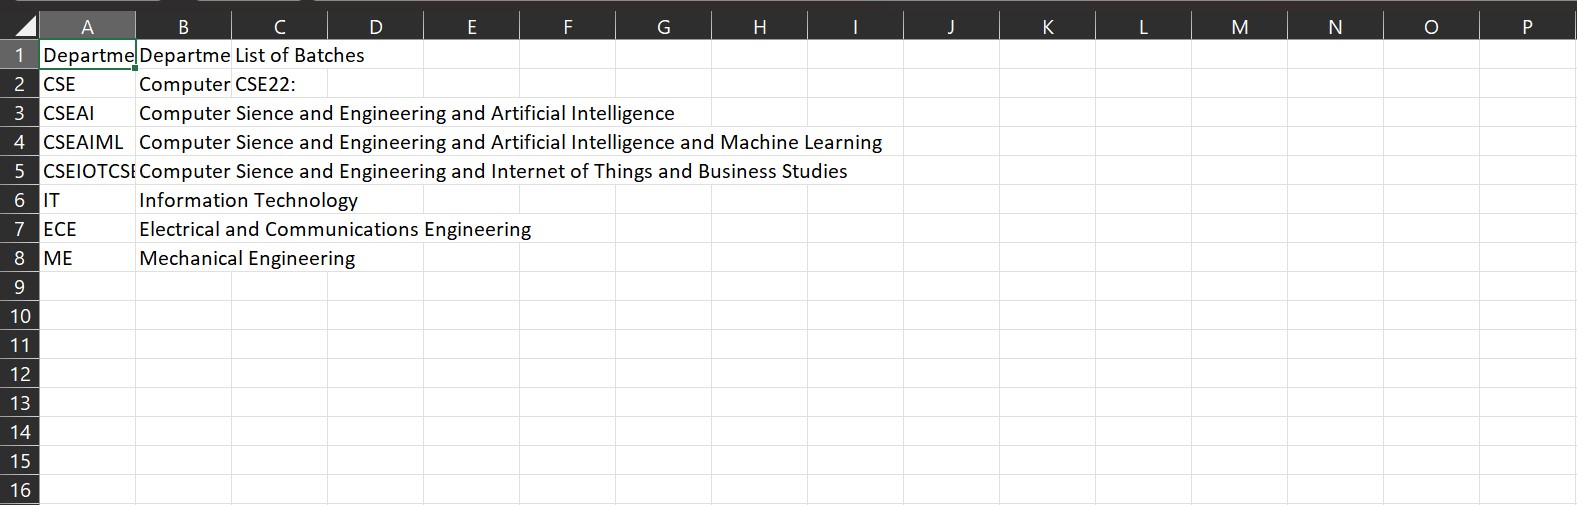 A B C D E F G H I J K L M N O P
1 Departme Departme List of Batches
2 CSE Computer CSE22:
3 CSEAI Computer Sience and Engineering and Artificial Intelligence
4 CSEAIML Computer Sience and Engineering and Artificial Intelligence and Machine Learning
5 CSEIOTCSE Computer Sience and Engineering and Internet of Things and Business Studies
6 IT Information Technology
7 ECE Electrical and Communications Engineering
8 ME Mechanical Engineering
9
10
11
12
13
14
15
16